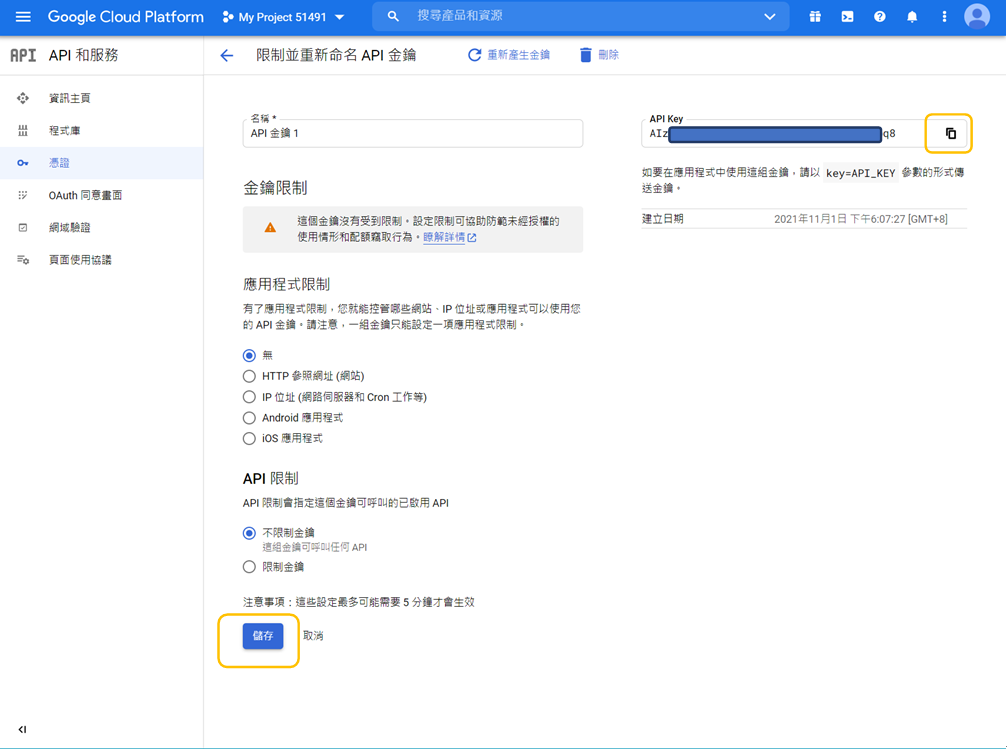 Google Cloud Platform
My Project 51491
搜尋產品和資源
API API 和服務
限制並重新命名 API 金鑰
重新產生金鑰
刪除
資訊主頁
程式庫
憑證
OAuth 同意畫面
網域驗證
頁面使用協議
名稱 *
API 金鑰 1
金鑰限制
這個金鑰沒有受到限制。設定限制可協助防範未經授權的
使用情形和配額竊取行為。瞭解詳情
應用程式限制
有了應用程式限制，您就能控管哪些網站、IP 位址或應用程式可以使用您
的 API 金鑰。請注意，一組金鑰只能設定一項應用程式限制。
無
HTTP 參照網址 (網站)
IP 位址 (網路伺服器和 Cron 工作等)
Android 應用程式
iOS 應用程式
API 限制
API 限制會指定這個金鑰可呼叫的已啟用 API
不限制金鑰
這組金鑰可呼叫任何 API
限制金鑰
注意事項：這些設定最多可能需要 5 分鐘才會生效
儲存
取消
API Key
AIz
q8
如要在應用程式中使用這組金鑰，請以 key=API_KEY 參數的形式傳
送金鑰。
建立日期
2021年11月1日 下午6:07:27 [GMT+8]